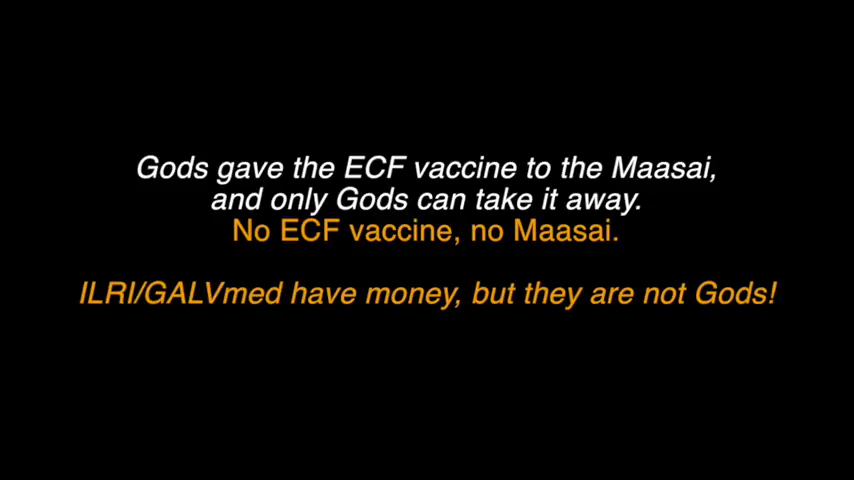 Gods gave the ECF vaccine to the Maasai,
and only Gods can take it away.
No ECF vaccine, no Maasai.
ILRI/GALVmed have money, but they are not Gods!